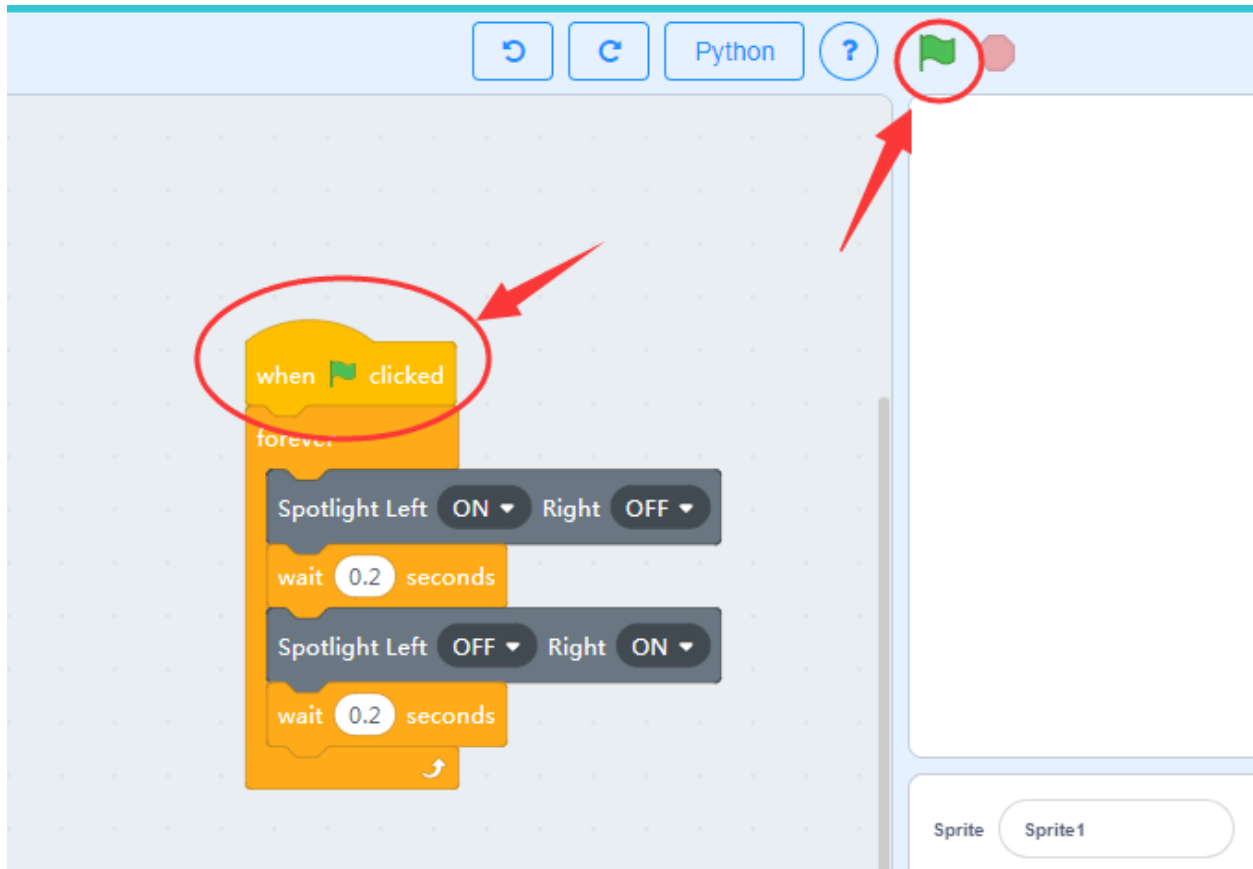 Python ?
when clicked
forever
Spotlight Left ON Right OFF
wait 0.2 seconds
Spotlight Left OFF Right ON
wait 0.2 seconds
Sprite Sprite1